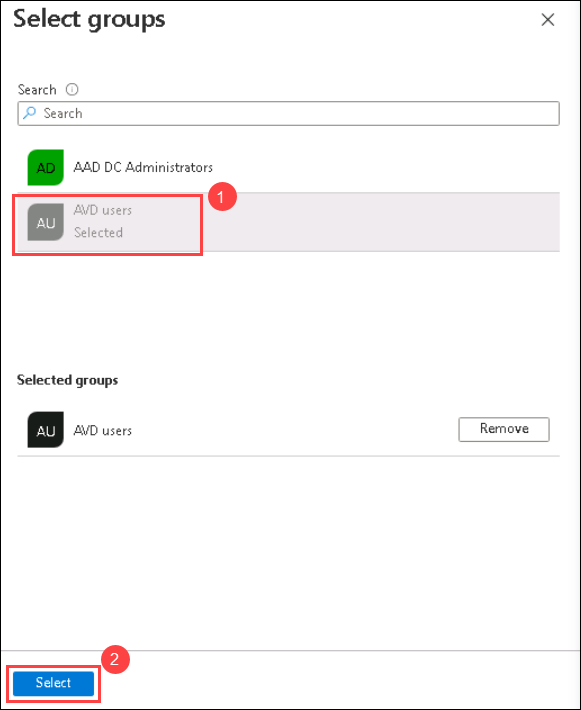 Select groups
Search
Search
AD AAD DC Administrators
1
AU AVD users
Selected
Selected groups
AU AVD users Remove
2
Select